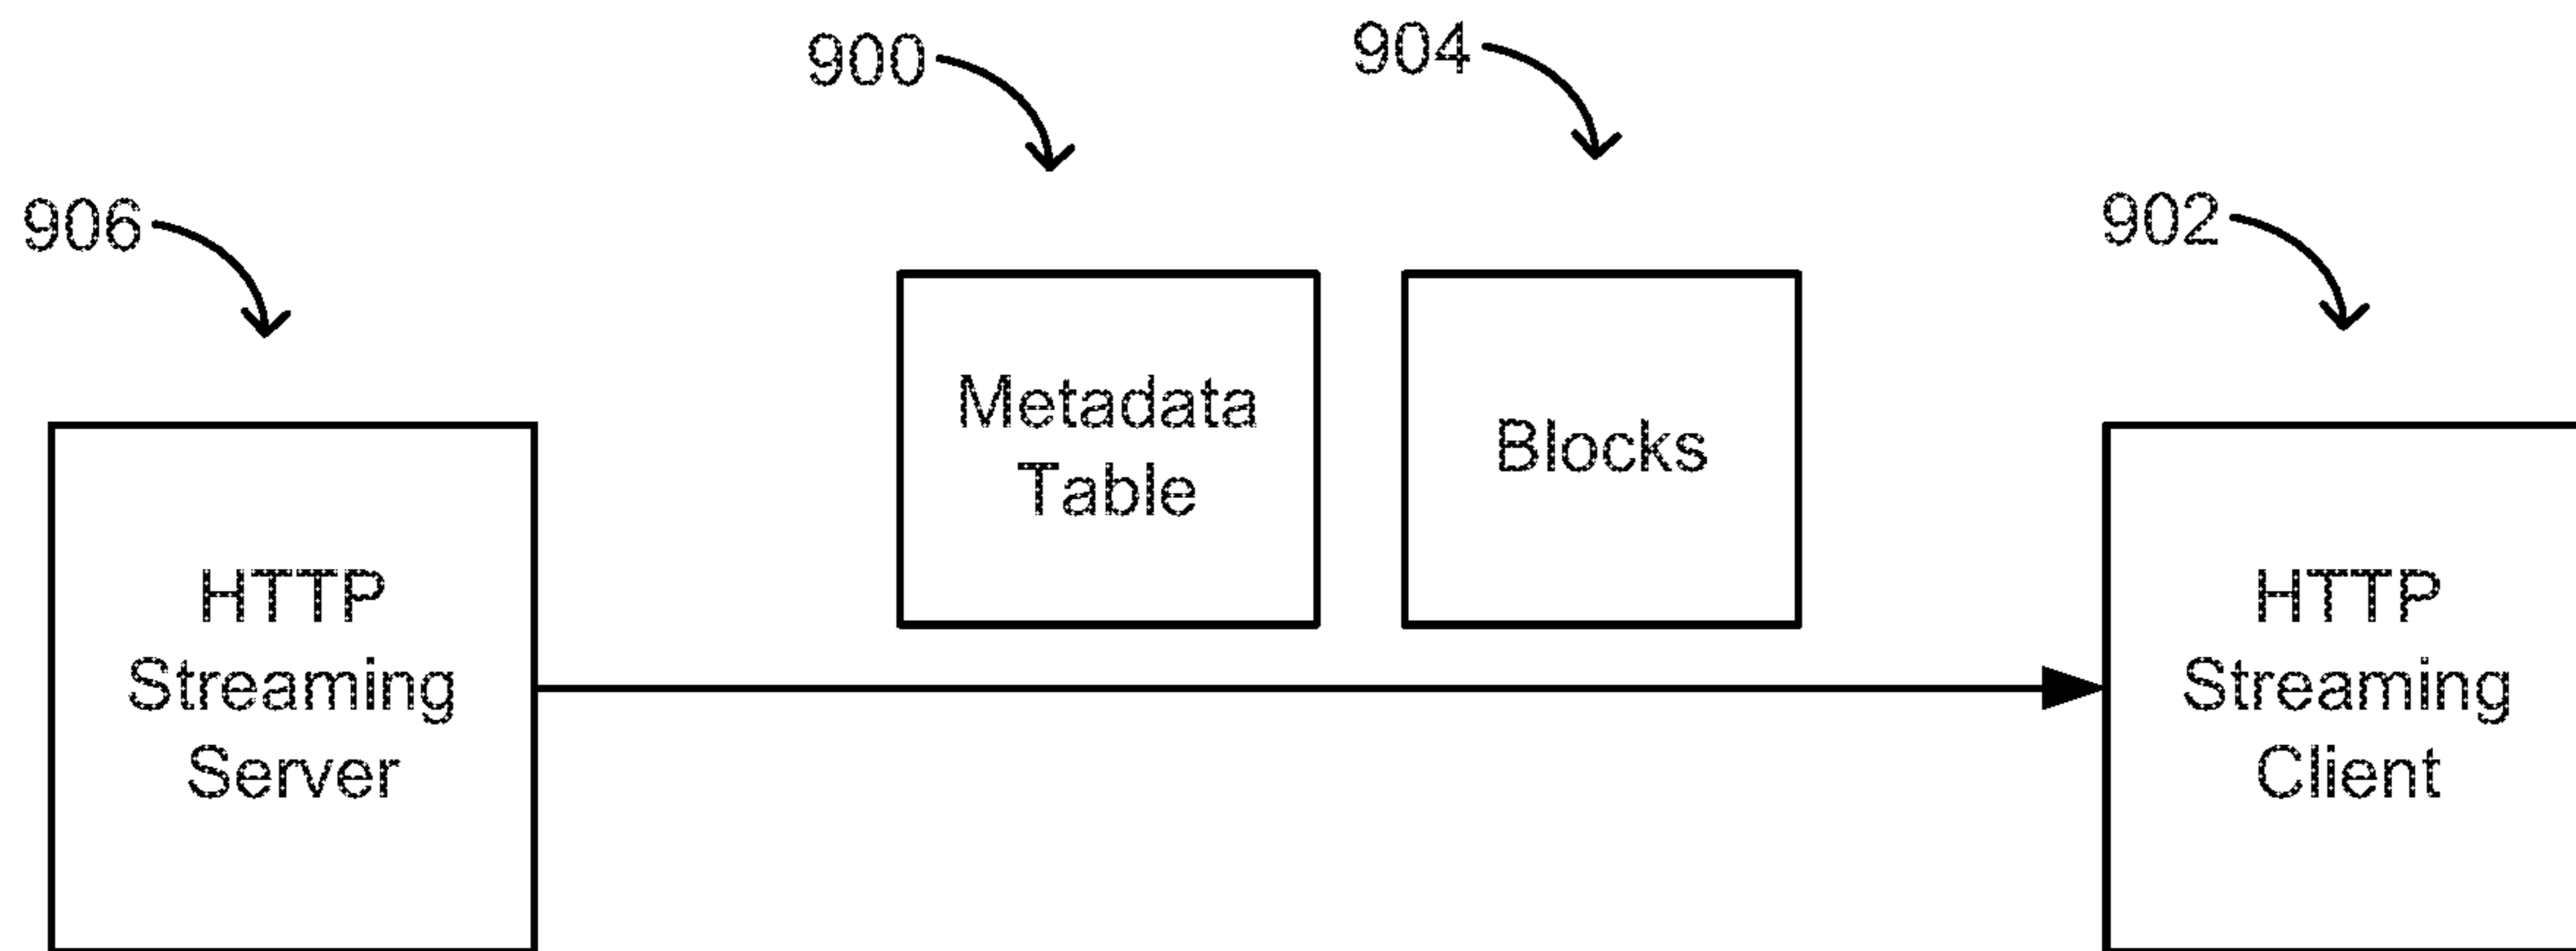 900
904
906
902
Metadata
Table
Blocks
HTTP
Streaming
Server
HTTP
Streaming
Client